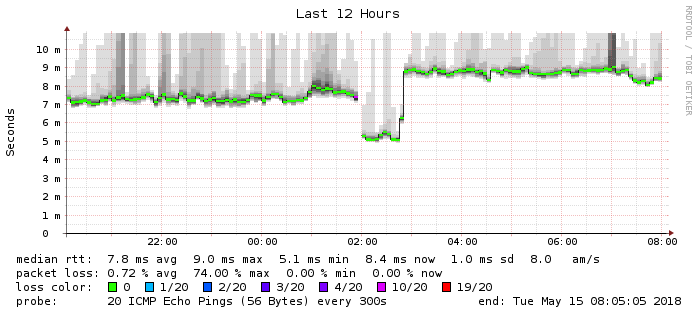 Last 12 Hours
RRDTOOL / TOBI OETIKER
Seconds
10 m
9 m
8 m
7 m
6 m
5 m
4 m
3 m
2 m
1 m
0
22:00 00:00 02:00 04:00 06:00 08:00
median rtt: 7.8 ms avg 9.0 ms max 5.1 ms min 8.4 ms now 1.0 ms sd 8.0 am/s
packet loss: 0.72 % avg 74.00 % max 0.00 % min 0.00 % now
loss color: 0 1/20 2/20 3/20 4/20 10/20 19/20
probe: 20 ICMP Echo Pings (56 Bytes) every 300s end: Tue May 15 08:05:05 2018